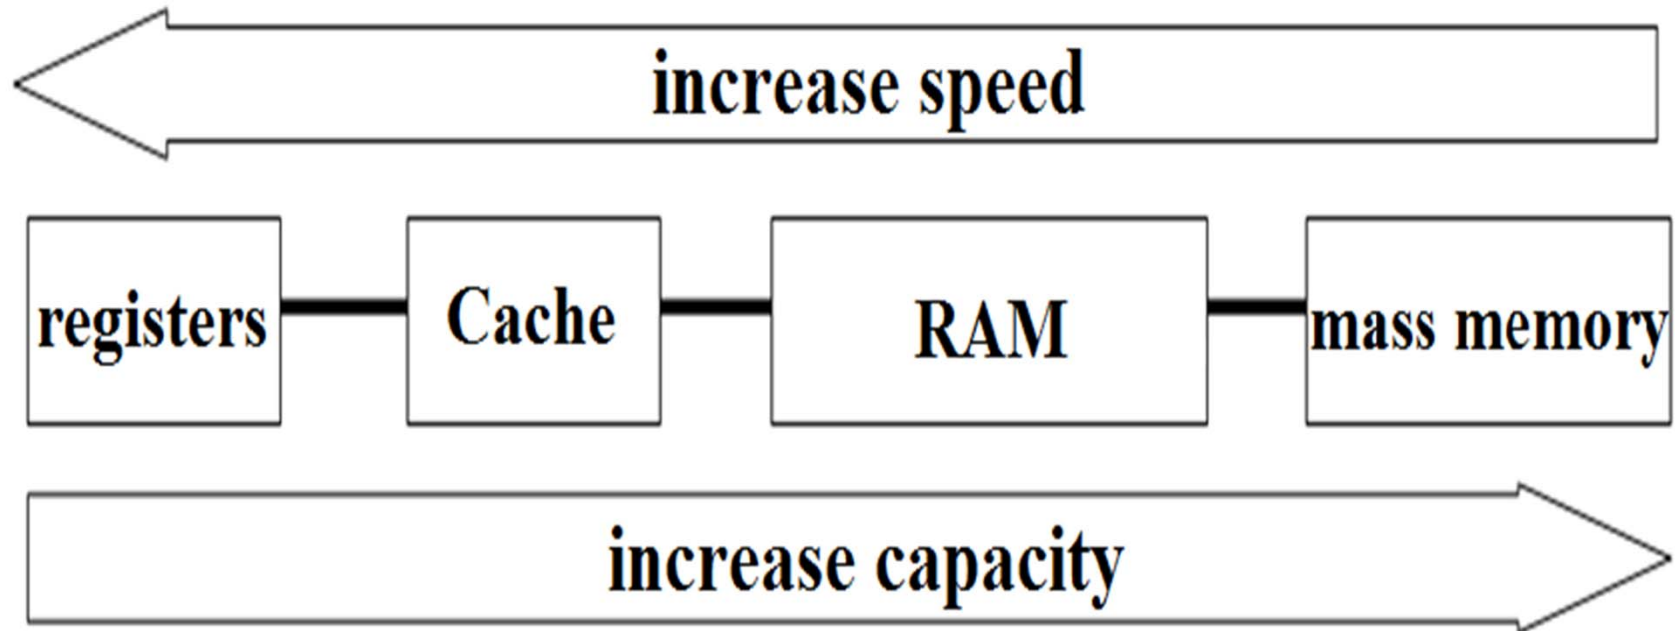 increase speed
registers
Cache
RAM
mass memory
increase capacity